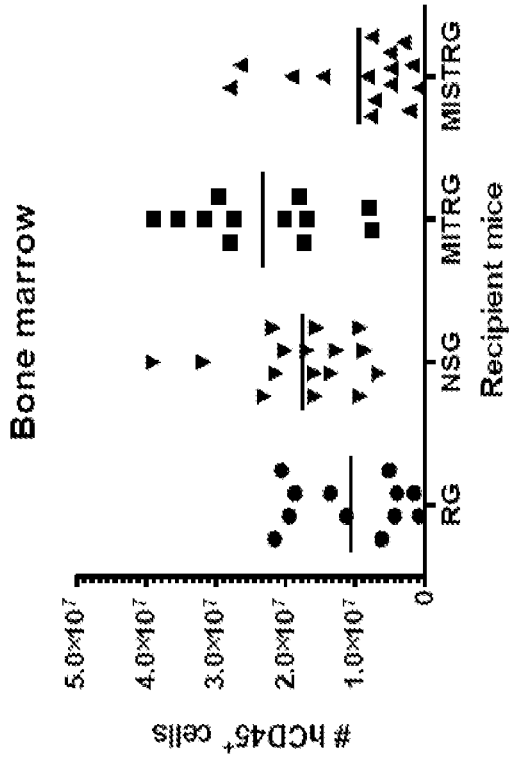 Bone marrow
# hCD45⁺ cells
5.0×10⁷
4.0×10⁷
3.0×10⁷
2.0×10⁷
1.0×10⁷
0
RG NSG MITRG MISTRG
Recipient mice